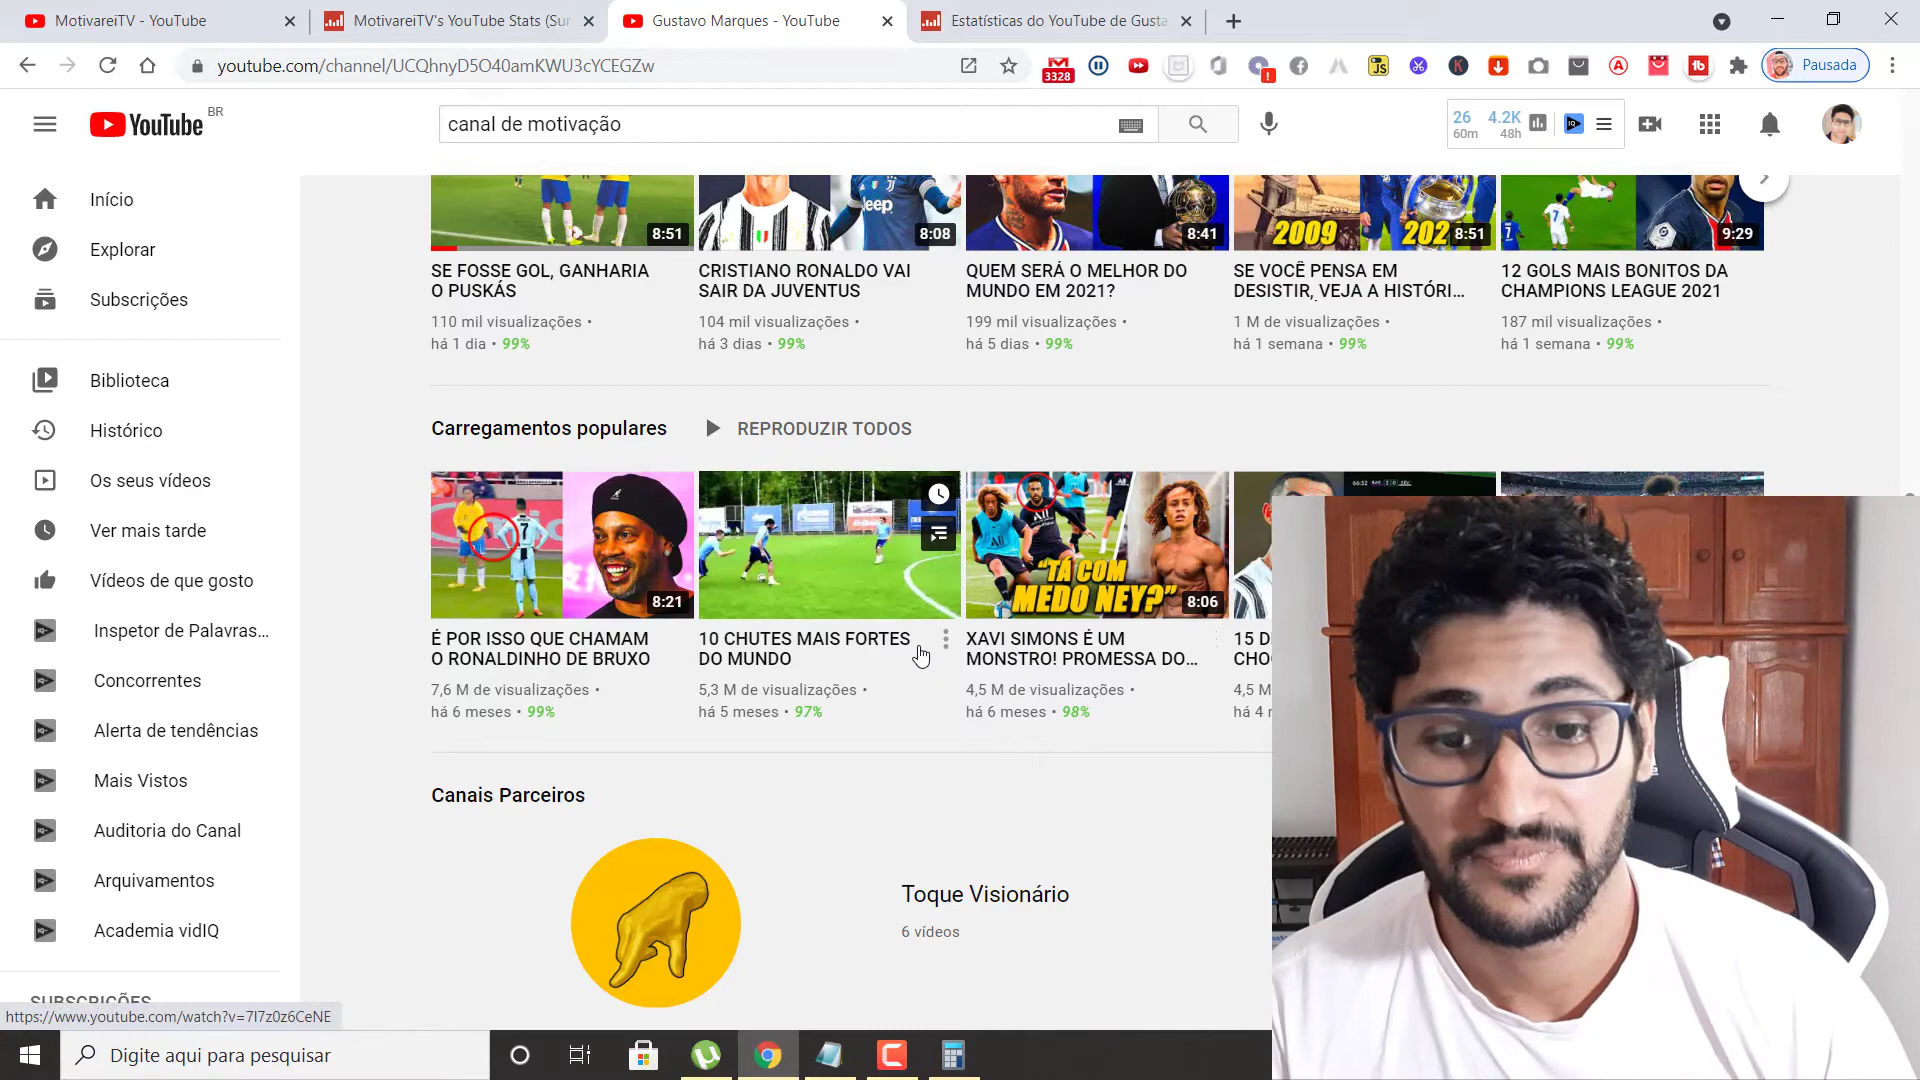 MotivareiTV - YouTube
MotivareiTV's YouTube Stats (Sum
Gustavo Marques - YouTube
Estatísticas do YouTube de Gusta
youtube.com/channel/UCQhnyD5O40amKWU3cYCEGZw
3328
JS
K
Pausada
YouTube BR
canal de motivação
26 4.2K
60m 48h
Início
Explorar
Subscrições
Biblioteca
Histórico
Os seus vídeos
Ver mais tarde
Vídeos de que gosto
Inspetor de Palavras...
Concorrentes
Alerta de tendências
Mais Vistos
Auditoria do Canal
Arquivamentos
Academia vidIQ
SUBSCRIÇÕES
8:51
Jeep
8:08
8:41
2009
202
8:51
9:29
SE FOSSE GOL, GANHARIA
O PUSKÁS
110 mil visualizações •
há 1 dia • 99%
CRISTIANO RONALDO VAI
SAIR DA JUVENTUS
104 mil visualizações •
há 3 dias • 99%
QUEM SERÁ O MELHOR DO
MUNDO EM 2021?
199 mil visualizações •
há 5 dias • 99%
SE VOCÊ PENSA EM
DESISTIR, VEJA A HISTÓRI...
1 M de visualizações •
há 1 semana • 99%
12 GOLS MAIS BONITOS DA
CHAMPIONS LEAGUE 2021
187 mil visualizações •
há 1 semana • 99%
Carregamentos populares
REPRODUZIR TODOS
7
8:21
"TÁ COM
MEDO NEY?"
8:06
É POR ISSO QUE CHAMAM
O RONALDINHO DE BRUXO
7,6 M de visualizações •
há 6 meses • 99%
10 CHUTES MAIS FORTES
DO MUNDO
5,3 M de visualizações •
há 5 meses • 97%
XAVI SIMONS É UM
MONSTRO! PROMESSA DO...
4,5 M de visualizações •
há 6 meses • 98%
15 D
CHO
4,5 M
há 4
Canais Parceiros
Toque Visionário
6 vídeos
https://www.youtube.com/watch?v=7I7z0z6CeNE
Digite aqui para pesquisar